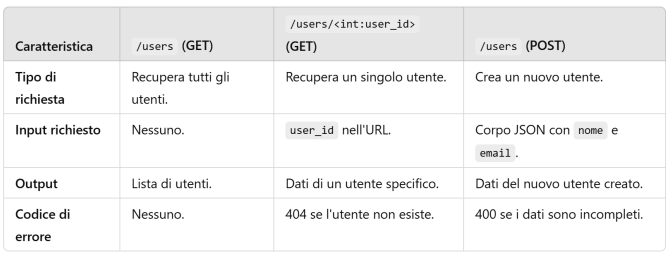 Caratteristica /users (GET) /users/<int:user_id> (GET) /users (POST)
Tipo di richiesta Recupera tutti gli utenti. Recupera un singolo utente. Crea un nuovo utente.
Input richiesto Nessuno. user_id nell'URL. Corpo JSON con nome e email.
Output Lista di utenti. Dati di un utente specifico. Dati del nuovo utente creato.
Codice di errore Nessuno. 404 se l'utente non esiste. 400 se i dati sono incompleti.